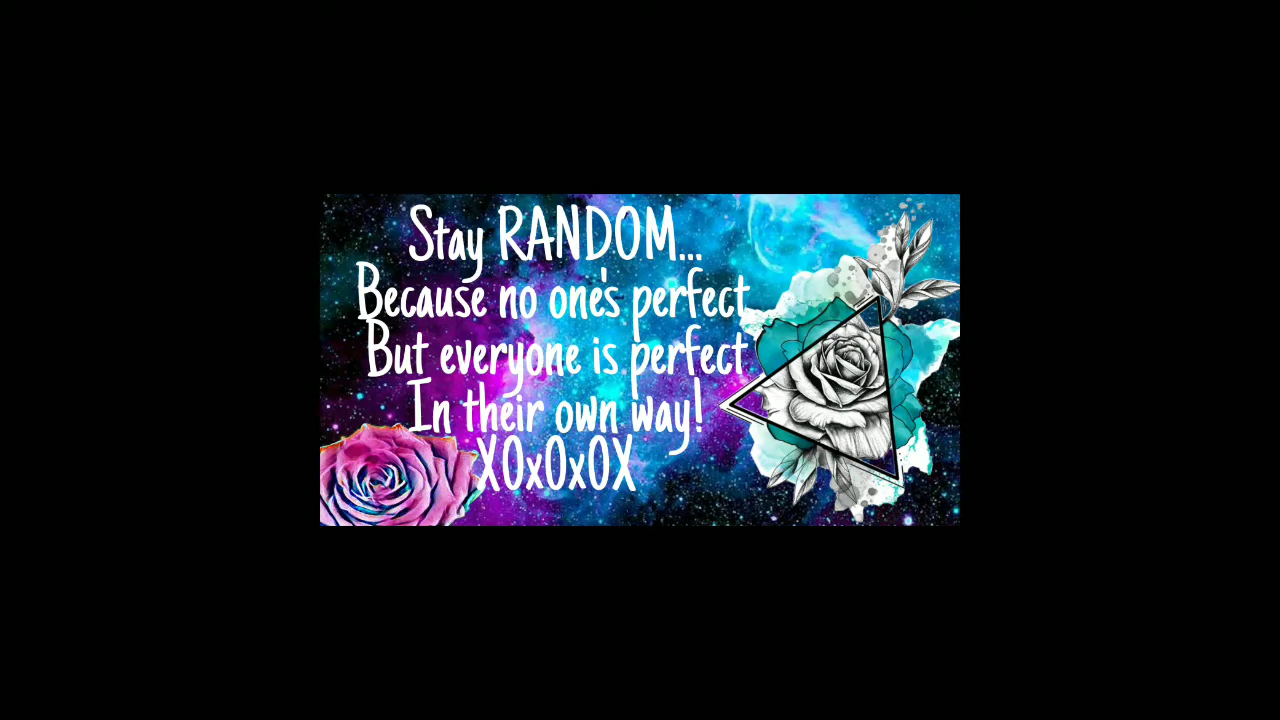 Stay RANDOM...
Because no one's perfect
But everyone is perfect
In their own way!
XOxOxOX